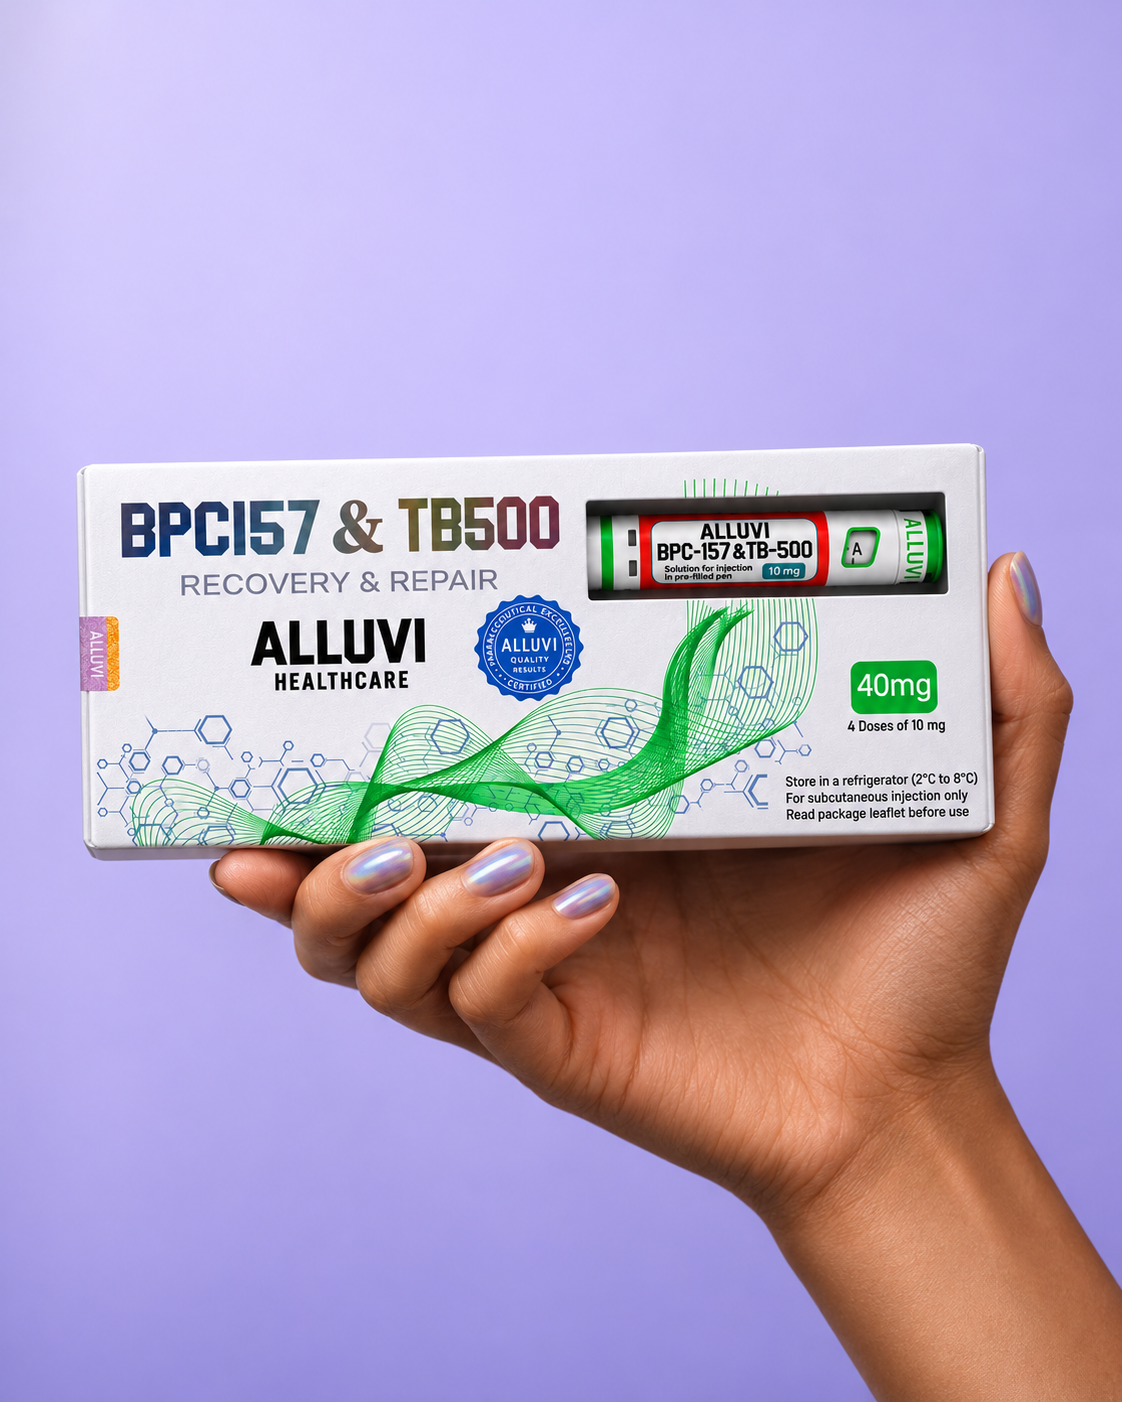 BPC157 & TB500
RECOVERY & REPAIR
ALLUVI
HEALTHCARE
ALLUVI
ALLUVI
QUALITY
RESULTS
CERTIFIED
ALLUVI
BPC-157 & TB-500
Solution for injection
In pre-filled pen
10 mg
A
ALLUVI
40mg
4 Doses of 10 mg
Store in a refrigerator (2°C to 8°C)
For subcutaneous injection only
Read package leaflet before use